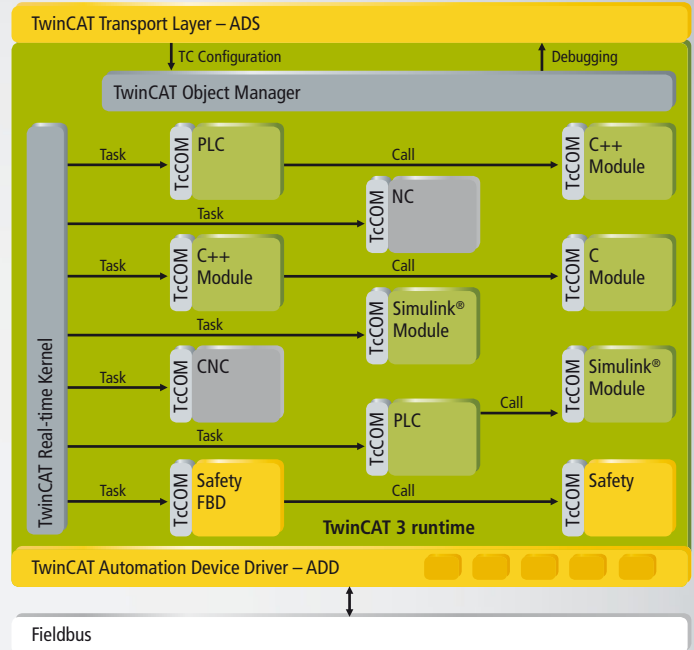 TwinCAT Transport Layer – ADS
TC Configuration
Debugging
TwinCAT Object Manager
TwinCAT Real-time Kernel
Task
TcCOM
PLC
Call
TcCOM
C++
Module
Task
TcCOM
NC
Task
TcCOM
C++
Module
Call
TcCOM
C
Module
Task
TcCOM
Simulink®
Module
Task
TcCOM
CNC
Task
TcCOM
PLC
Call
TcCOM
Simulink®
Module
Task
TcCOM
Safety
FBD
Call
TcCOM
Safety
TwinCAT 3 runtime
TwinCAT Automation Device Driver – ADD
Fieldbus